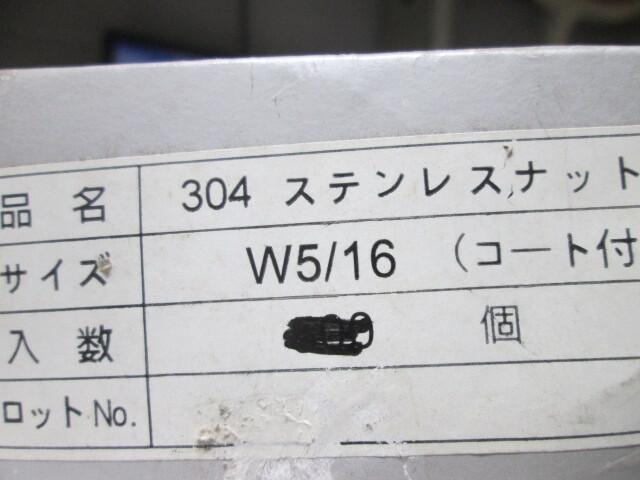 品名 304 ステンレスナット
サイズ W5/16 (コート付
入数 個
ロットNo.